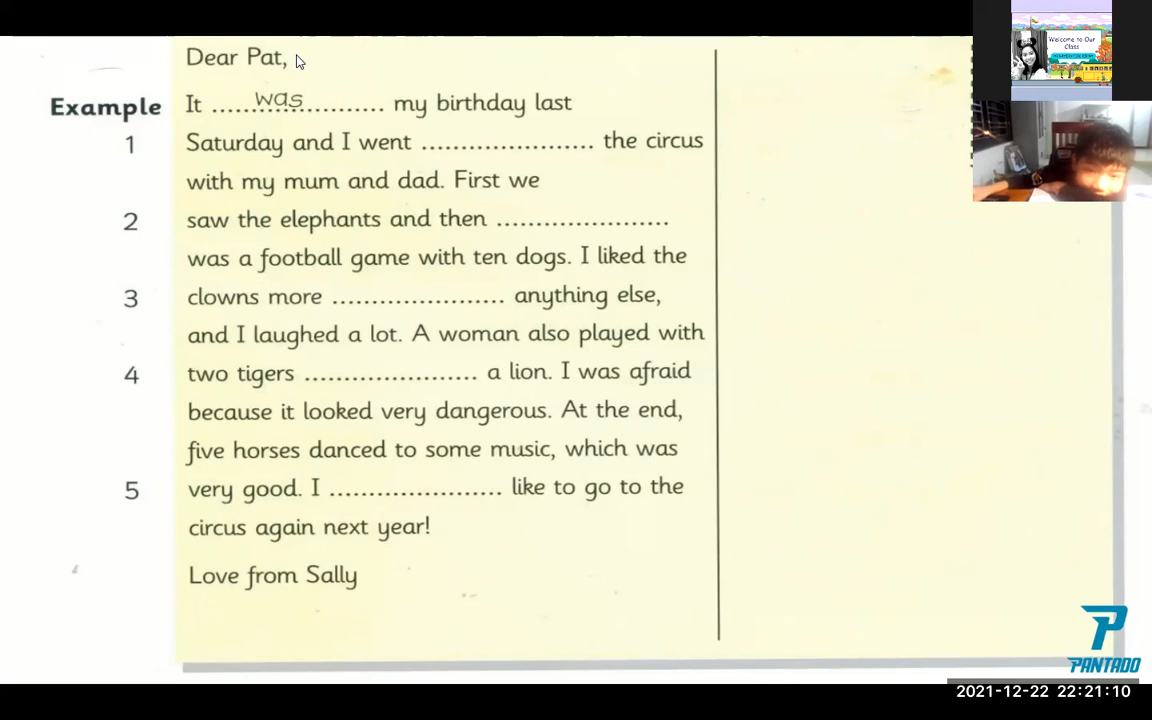 Dear Pat,
Example It ......was............ my birthday last
1 Saturday and I went ...................... the circus
with my mum and dad. First we
2 saw the elephants and then ......................
was a football game with ten dogs. I liked the
3 clowns more ...................... anything else,
and I laughed a lot. A woman also played with
4 two tigers ...................... a lion. I was afraid
because it looked very dangerous. At the end,
five horses danced to some music, which was
5 very good. I ...................... like to go to the
circus again next year!
Love from Sally
Welcome to Our
Class
PANTADO
2021-12-22 22:21:10